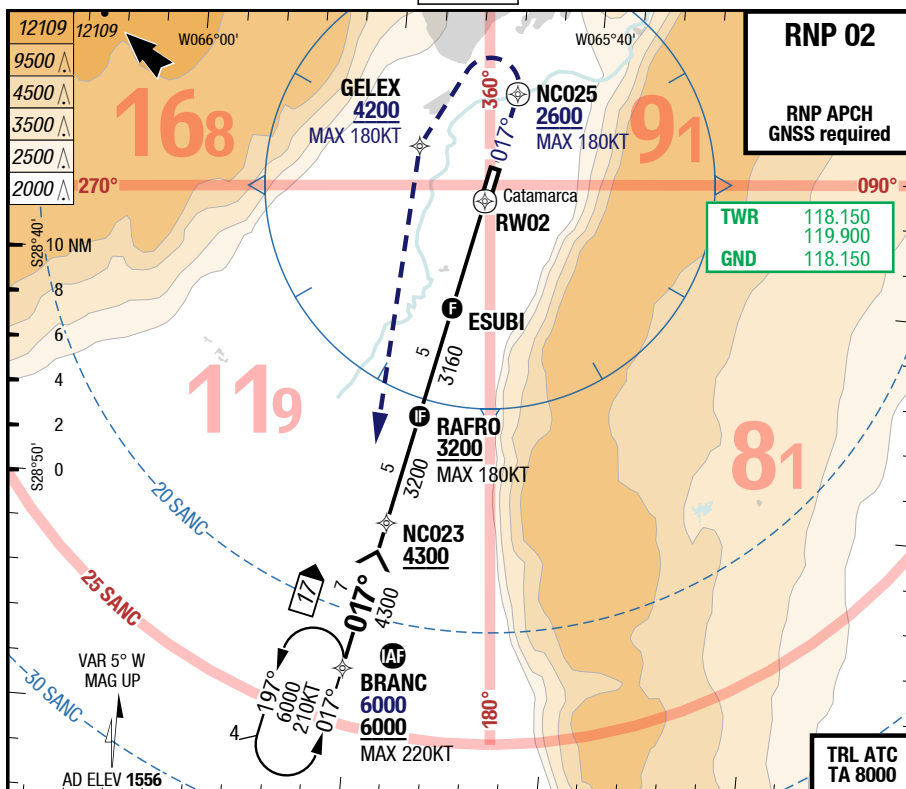 12109
12109
9500
4500
3500
2500
2000
W066°00'
W065°40'
RNP 02
RNP APCH
GNSS required
168
91
119
81
GELEX
4200
MAX 180KT
360°
NC025
2600
MAX 180KT
017°
270°
090°
Catamarca
RW02
TWR 118.150
119.900
GND 118.150
S28°40'
10 NM
8
6
4
2
0
S28°50'
F
ESUBI
5
3160
IF
RAFRO
3200
MAX 180KT
5
3200
NC023
4300
20 SANC
25 SANC
30 SANC
17
7
017°
4300
IAF
BRANC
6000
6000
MAX 220KT
197°
6000
210KT
017°
4
180°
VAR 5° W
MAG UP
AD ELEV 1556
TRL ATC
TA 8000